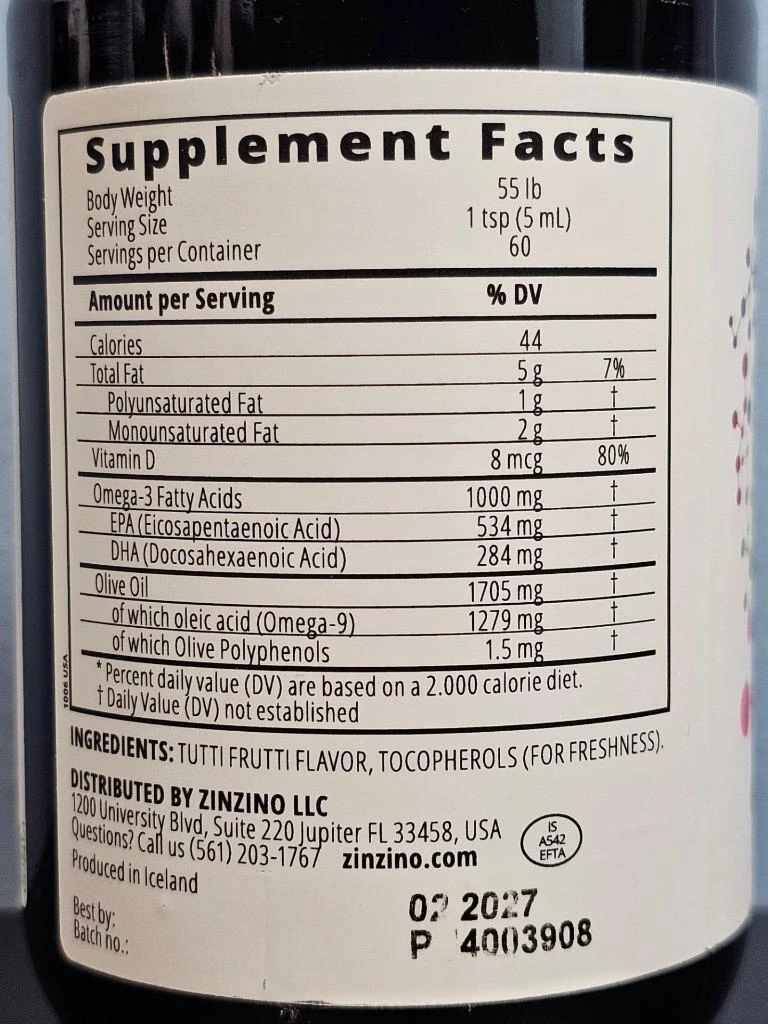 Supplement Facts
Body Weight 55 lb
Serving Size 1 tsp (5 mL)
Servings per Container 60
Amount per Serving % DV
Calories 44
Total Fat 5 g 7%
Polyunsaturated Fat 1 g †
Monounsaturated Fat 2 g †
Vitamin D 8 mcg 80%
Omega-3 Fatty Acids 1000 mg †
EPA (Eicosapentaenoic Acid) 534 mg †
DHA (Docosahexaenoic Acid) 284 mg †
Olive Oil 1705 mg †
of which oleic acid (Omega-9) 1279 mg †
of which Olive Polyphenols 1.5 mg †
* Percent daily value (DV) are based on a 2.000 calorie diet.
† Daily Value (DV) not established
1006 USA
INGREDIENTS: TUTTI FRUTTI FLAVOR, TOCOPHEROLS (FOR FRESHNESS).
DISTRIBUTED BY ZINZINO LLC
1200 University Blvd, Suite 220 Jupiter FL 33458, USA
Questions? Call us (561) 203-1767 zinzino.com
Produced in Iceland
IS
A542
EFTA
Best by: 02 2027
Batch no.: P 4003908